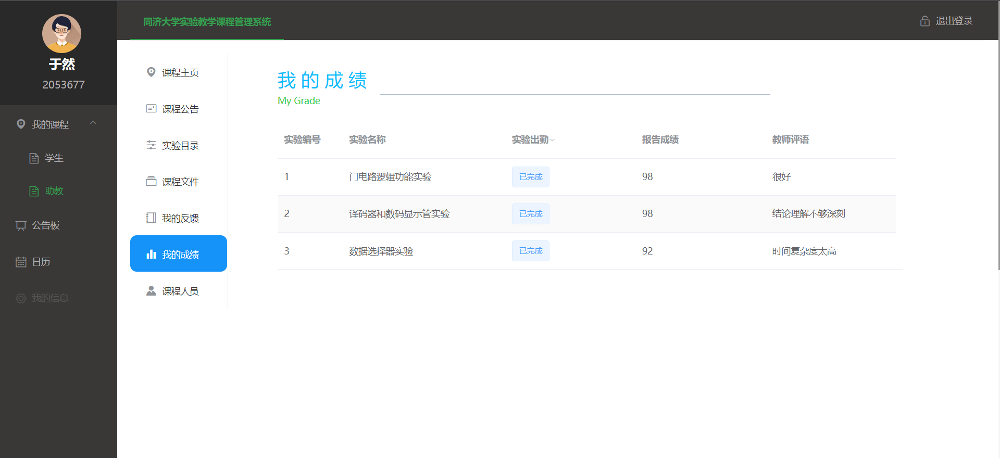 于然
2053677
我的课程
学生
助教
公告板
日历
我的信息
同济大学实验教学课程管理系统
退出登录
课程主页
课程公告
实验目录
课程文件
我的反馈
我的成绩
课程人员
我的成绩
My Grade
实验编号 实验名称 实验出勤 报告成绩 教师评语
1 门电路逻辑功能实验 已完成 98 很好
2 译码器和数码显示管实验 已完成 98 结论理解不够深刻
3 数据选择器实验 已完成 92 时间复杂度太高